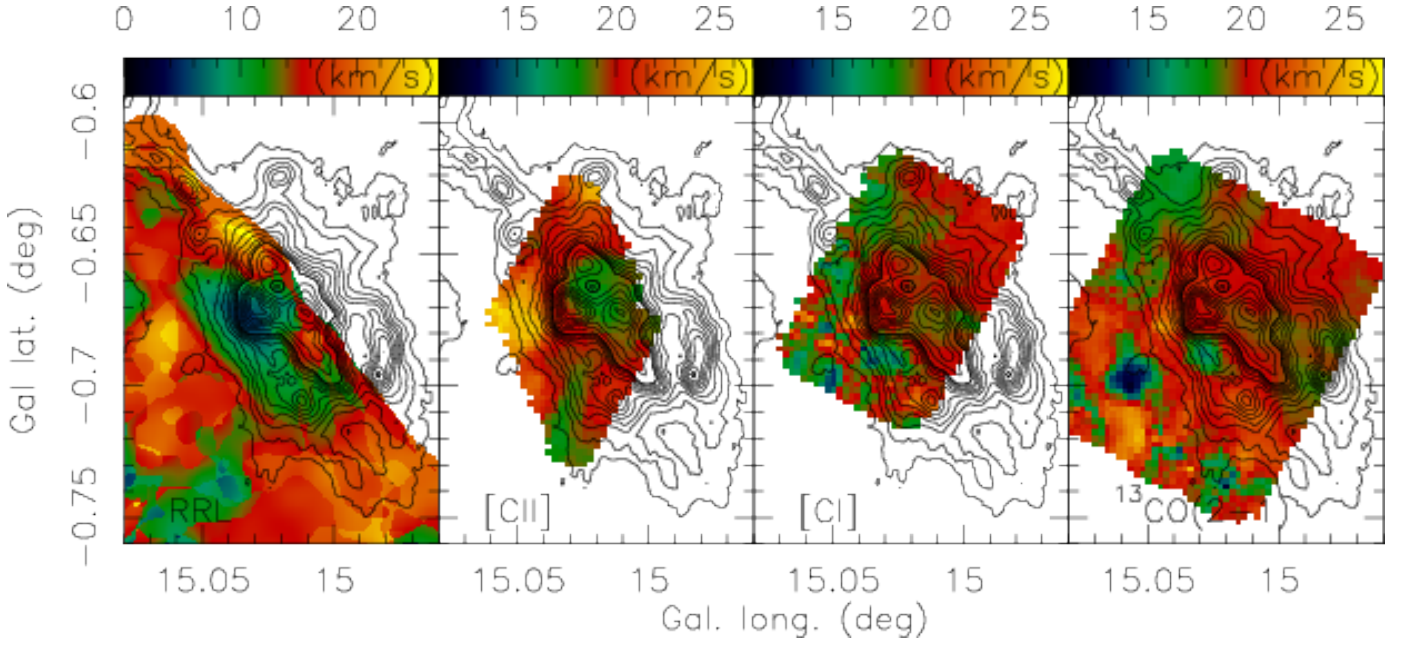 0 10 20 15 20 25 15 20 25 15 20 25
(km/s) (km/s) (km/s) (km/s)
−0.6
−0.65
−0.7
−0.75
Gal lat. (deg)
RRL [CII] [CI] 13CO(2−1)
15.05 15 15.05 15 15.05 15 15.05 15
Gal. long. (deg)